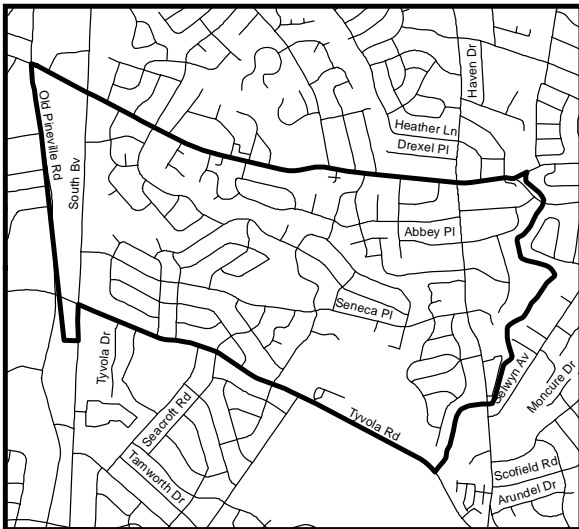 Haven Dr
Heather Ln
Drexel Pl
Old Pineville Rd
South Bv
Abbey Pl
Seneca Pl
Tyvola Dr
Selwyn Av
Moncure Dr
Seacroft Rd
Tyvola Rd
Tamworth Dr
Scofield Rd
Arundel Dr